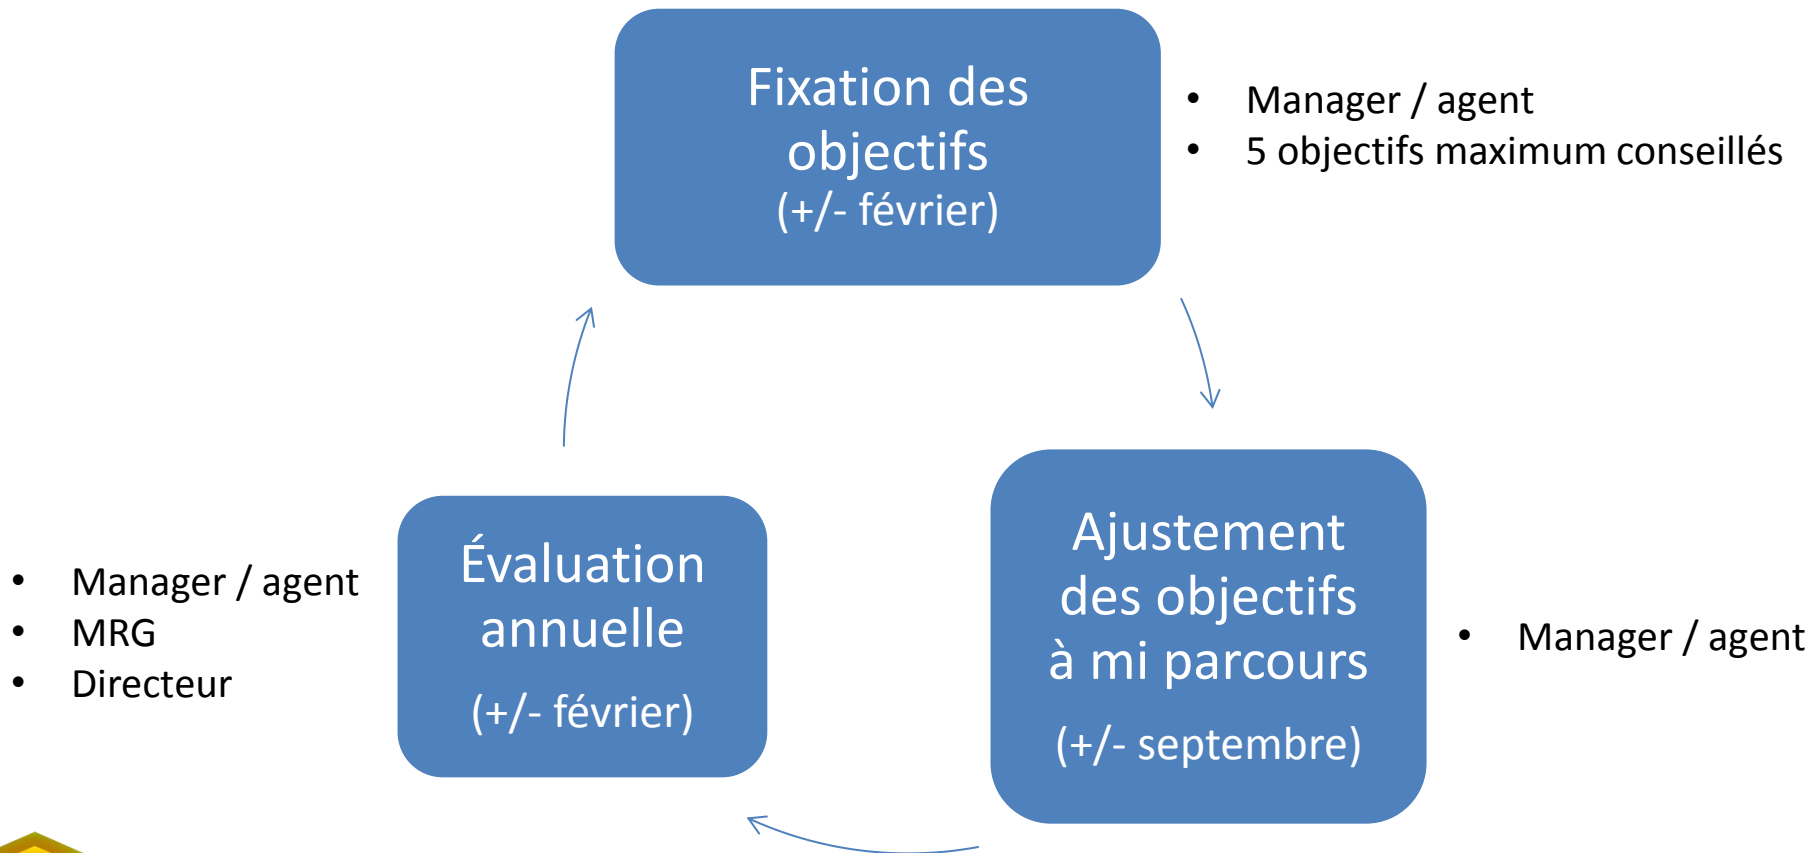 Fixation des
objectifs
(+/- février)
• Manager / agent
• 5 objectifs maximum conseillés
Ajustement
des objectifs
à mi parcours
(+/- septembre)
• Manager / agent
Évaluation
annuelle
(+/- février)
• Manager / agent
• MRG
• Directeur